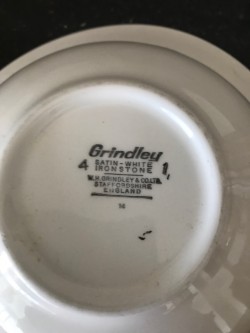 Grindley
SATIN-WHITE
4 IRONSTONE 1
W.H. GRINDLEY & CO. LTD.
STAFFORDSHIRE
ENGLAND